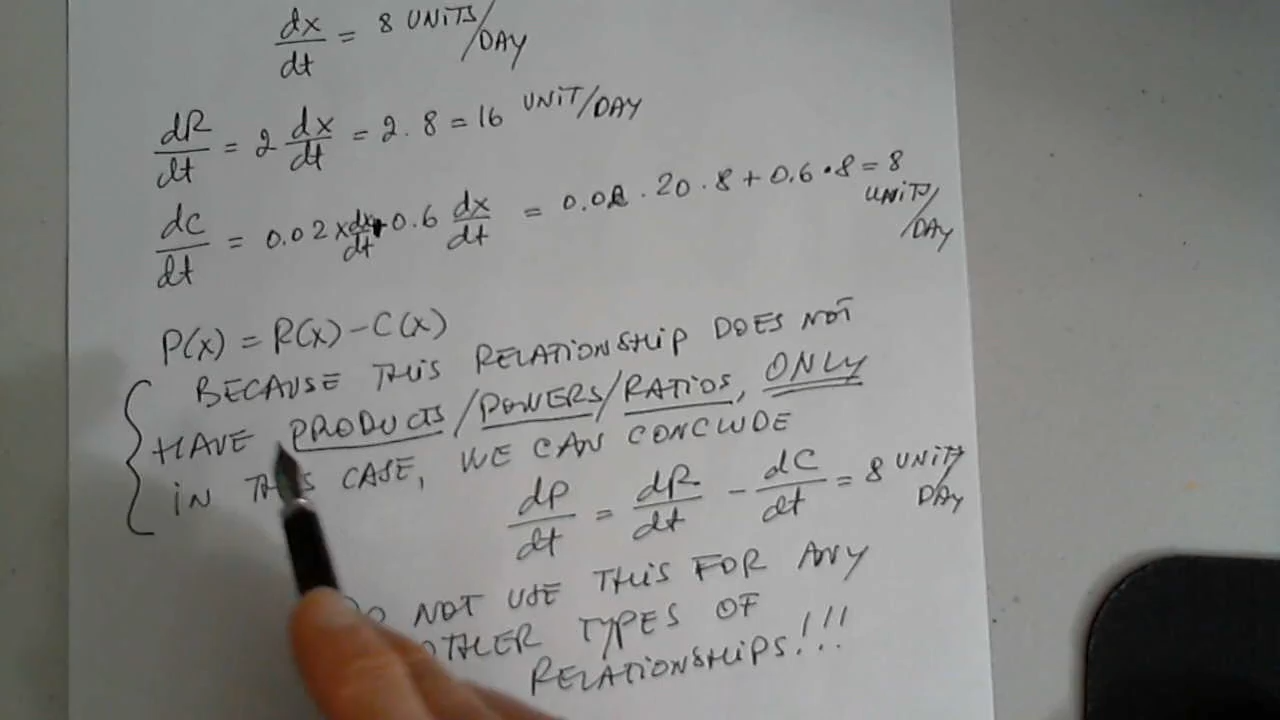 dx/dt = 8 UNITS/DAY
dR/dt = 2 dx/dt = 2 . 8 = 16 UNIT/DAY
dC/dt = 0.02 x dx/dt + 0.6 dx/dt = 0.02 . 20 . 8 + 0.6 • 8 = 8 UNITS/DAY
P(x) = R(x) - C(x)
BECAUSE THIS RELATIONSHIP DOES NOT
HAVE PRODUCTS/POWERS/RATIOS, ONLY
IN THIS CASE, WE CAN CONCLUDE
dP/dt = dR/dt - dC/dt = 8 UNITS/DAY
NOT USE THIS FOR ANY
OTHER TYPES OF
RELATIONSHIPS!!!